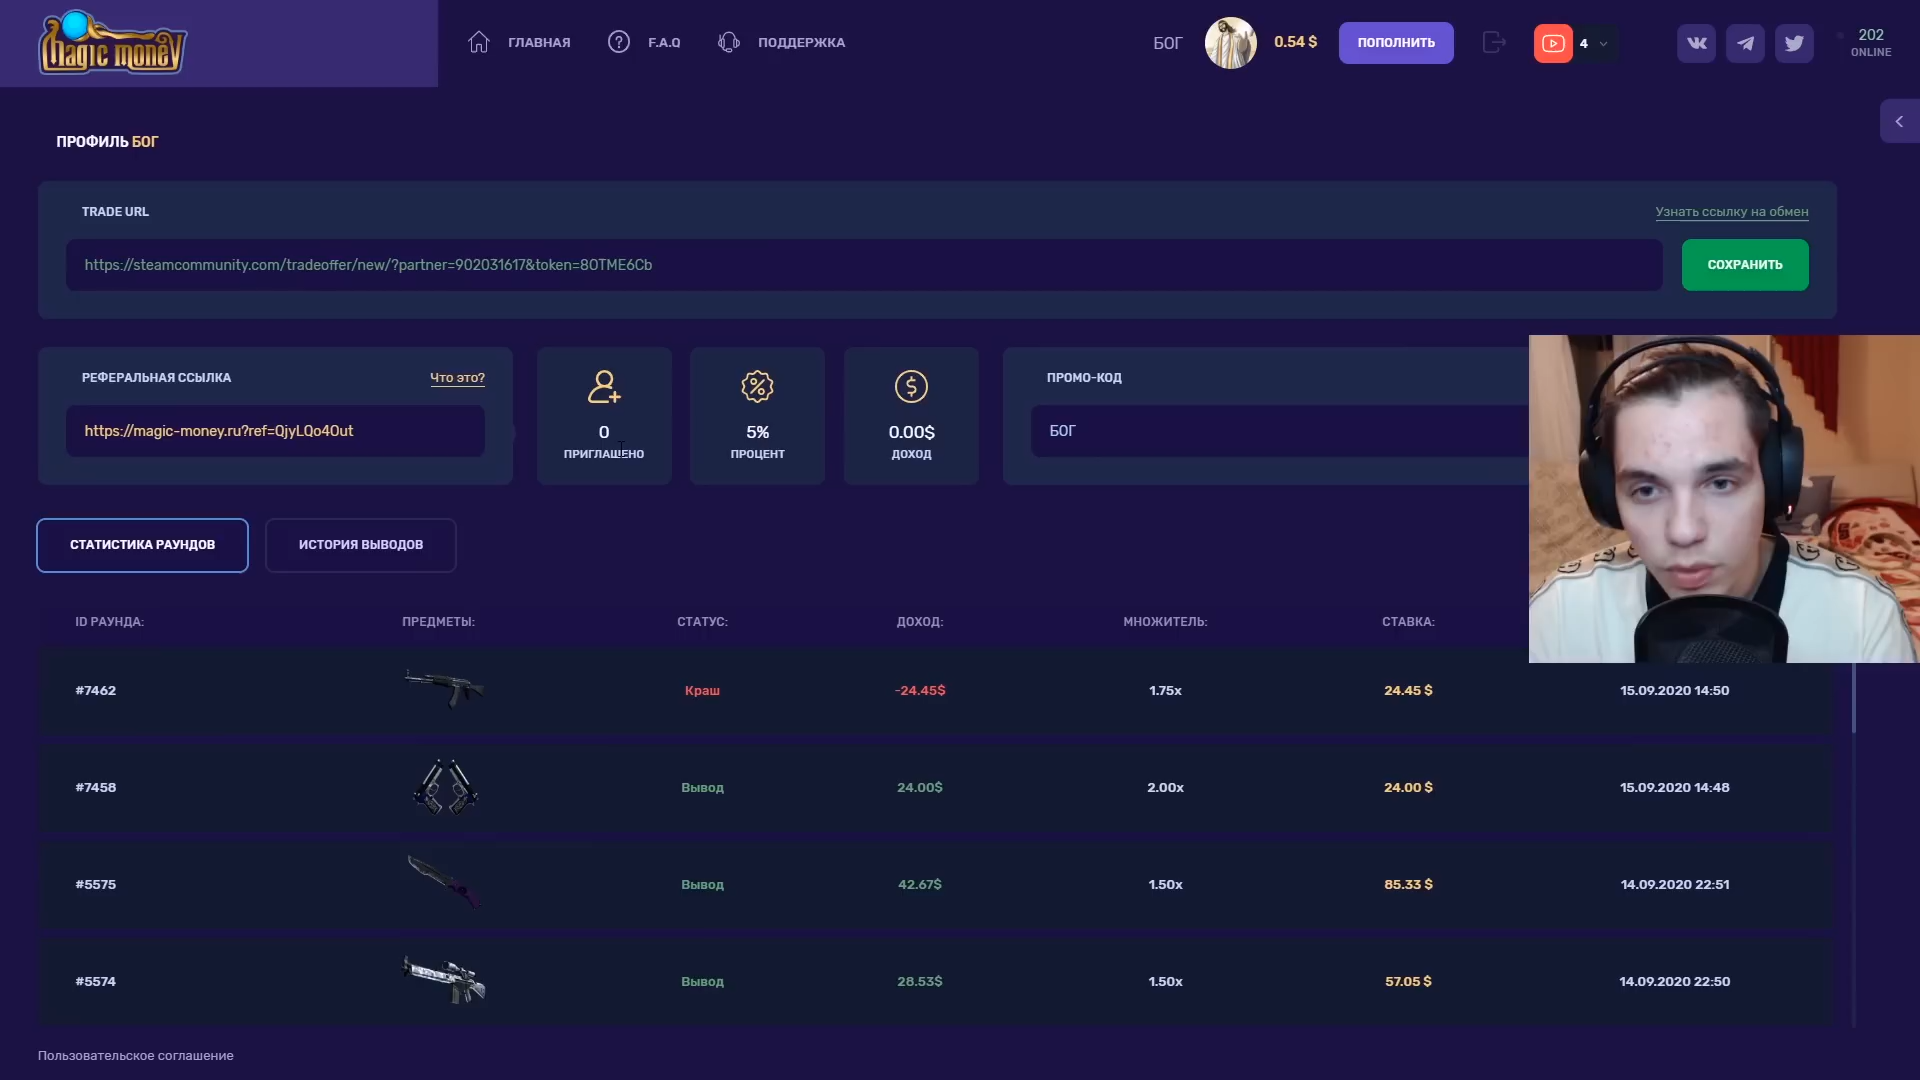 Magic money
ГЛАВНАЯ
F.A.Q
ПОДДЕРЖКА
БОГ
0.54 $
ПОПОЛНИТЬ
4
202
ONLINE
ПРОФИЛЬ БОГ
TRADE URL
Узнать ссылку на обмен
https://steamcommunity.com/tradeoffer/new/?partner=902031617&token=8OTME6Cb
СОХРАНИТЬ
РЕФЕРАЛЬНАЯ ССЫЛКА
Что это?
https://magic-money.ru?ref=QjyLQo4Out
0
ПРИГЛАШЕНО
5%
ПРОЦЕНТ
0.00$
ДОХОД
ПРОМО-КОД
БОГ
СТАТИСТИКА РАУНДОВ
ИСТОРИЯ ВЫВОДОВ
ID РАУНДА: ПРЕДМЕТЫ: СТАТУС: ДОХОД: МНОЖИТЕЛЬ: СТАВКА:
#7462 Краш -24.45$ 1.75x 24.45 $ 15.09.2020 14:50
#7458 Вывод 24.00$ 2.00x 24.00 $ 15.09.2020 14:48
#5575 Вывод 42.67$ 1.50x 85.33 $ 14.09.2020 22:51
#5574 Вывод 28.53$ 1.50x 57.05 $ 14.09.2020 22:50
Пользовательское соглашение